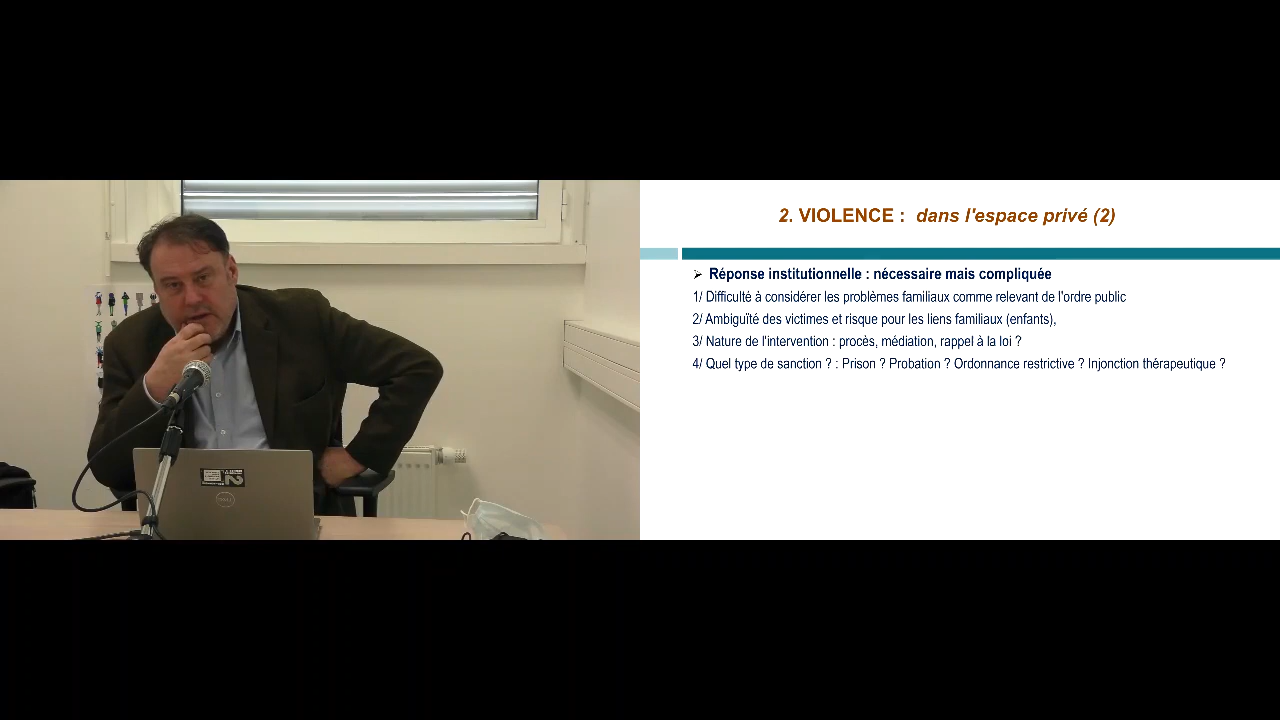 2. VIOLENCE : dans l'espace privé (2)
➢ Réponse institutionnelle : nécessaire mais compliquée
1/ Difficulté à considérer les problèmes familiaux comme relevant de l'ordre public
2/ Ambiguïté des victimes et risque pour les liens familiaux (enfants),
3/ Nature de l'intervention : procès, médiation, rappel à la loi ?
4/ Quel type de sanction ? : Prison ? Probation ? Ordonnance restrictive ? Injonction thérapeutique ?
DELL